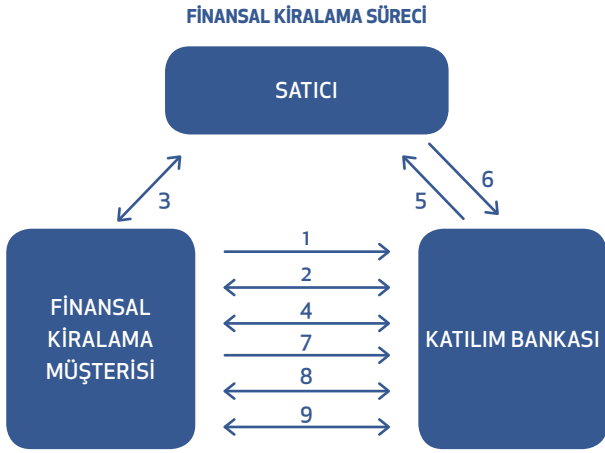 FİNANSAL KİRALAMA SÜRECİ
SATICI
3
5
6
FİNANSAL
KİRALAMA
MÜŞTERİSİ
1
2
4
7
8
9
KATILIM BANKASI